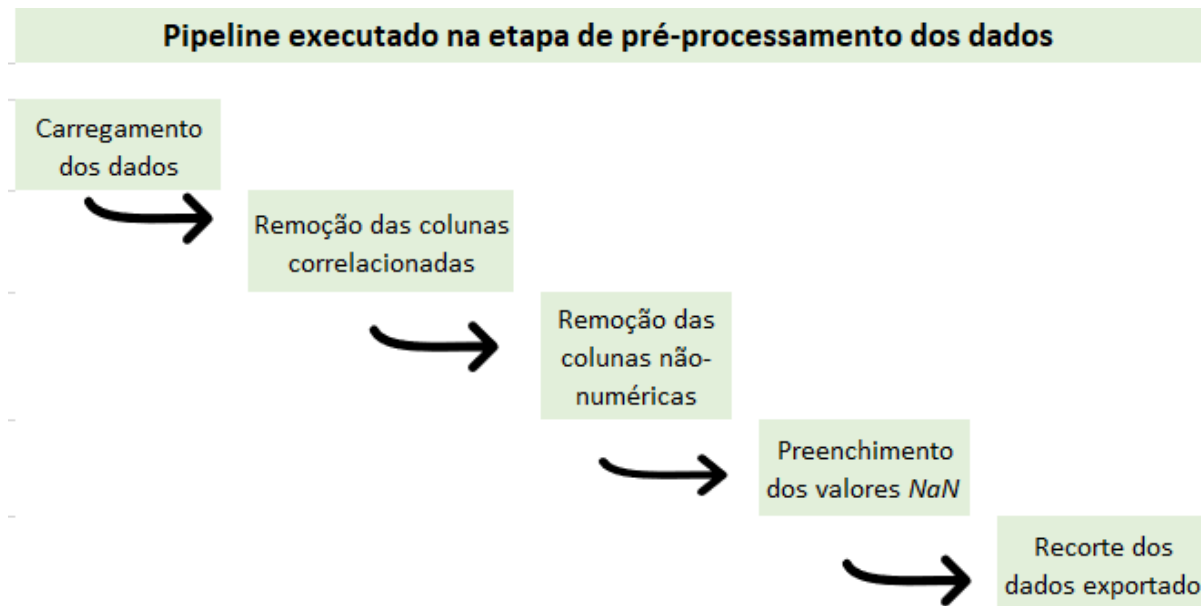 Pipeline executado na etapa de pré-processamento dos dados
Carregamento
dos dados
Remoção das colunas
correlacionadas
Remoção das
colunas não-
numéricas
Preenchimento
dos valores NaN
Recorte dos
dados exportado